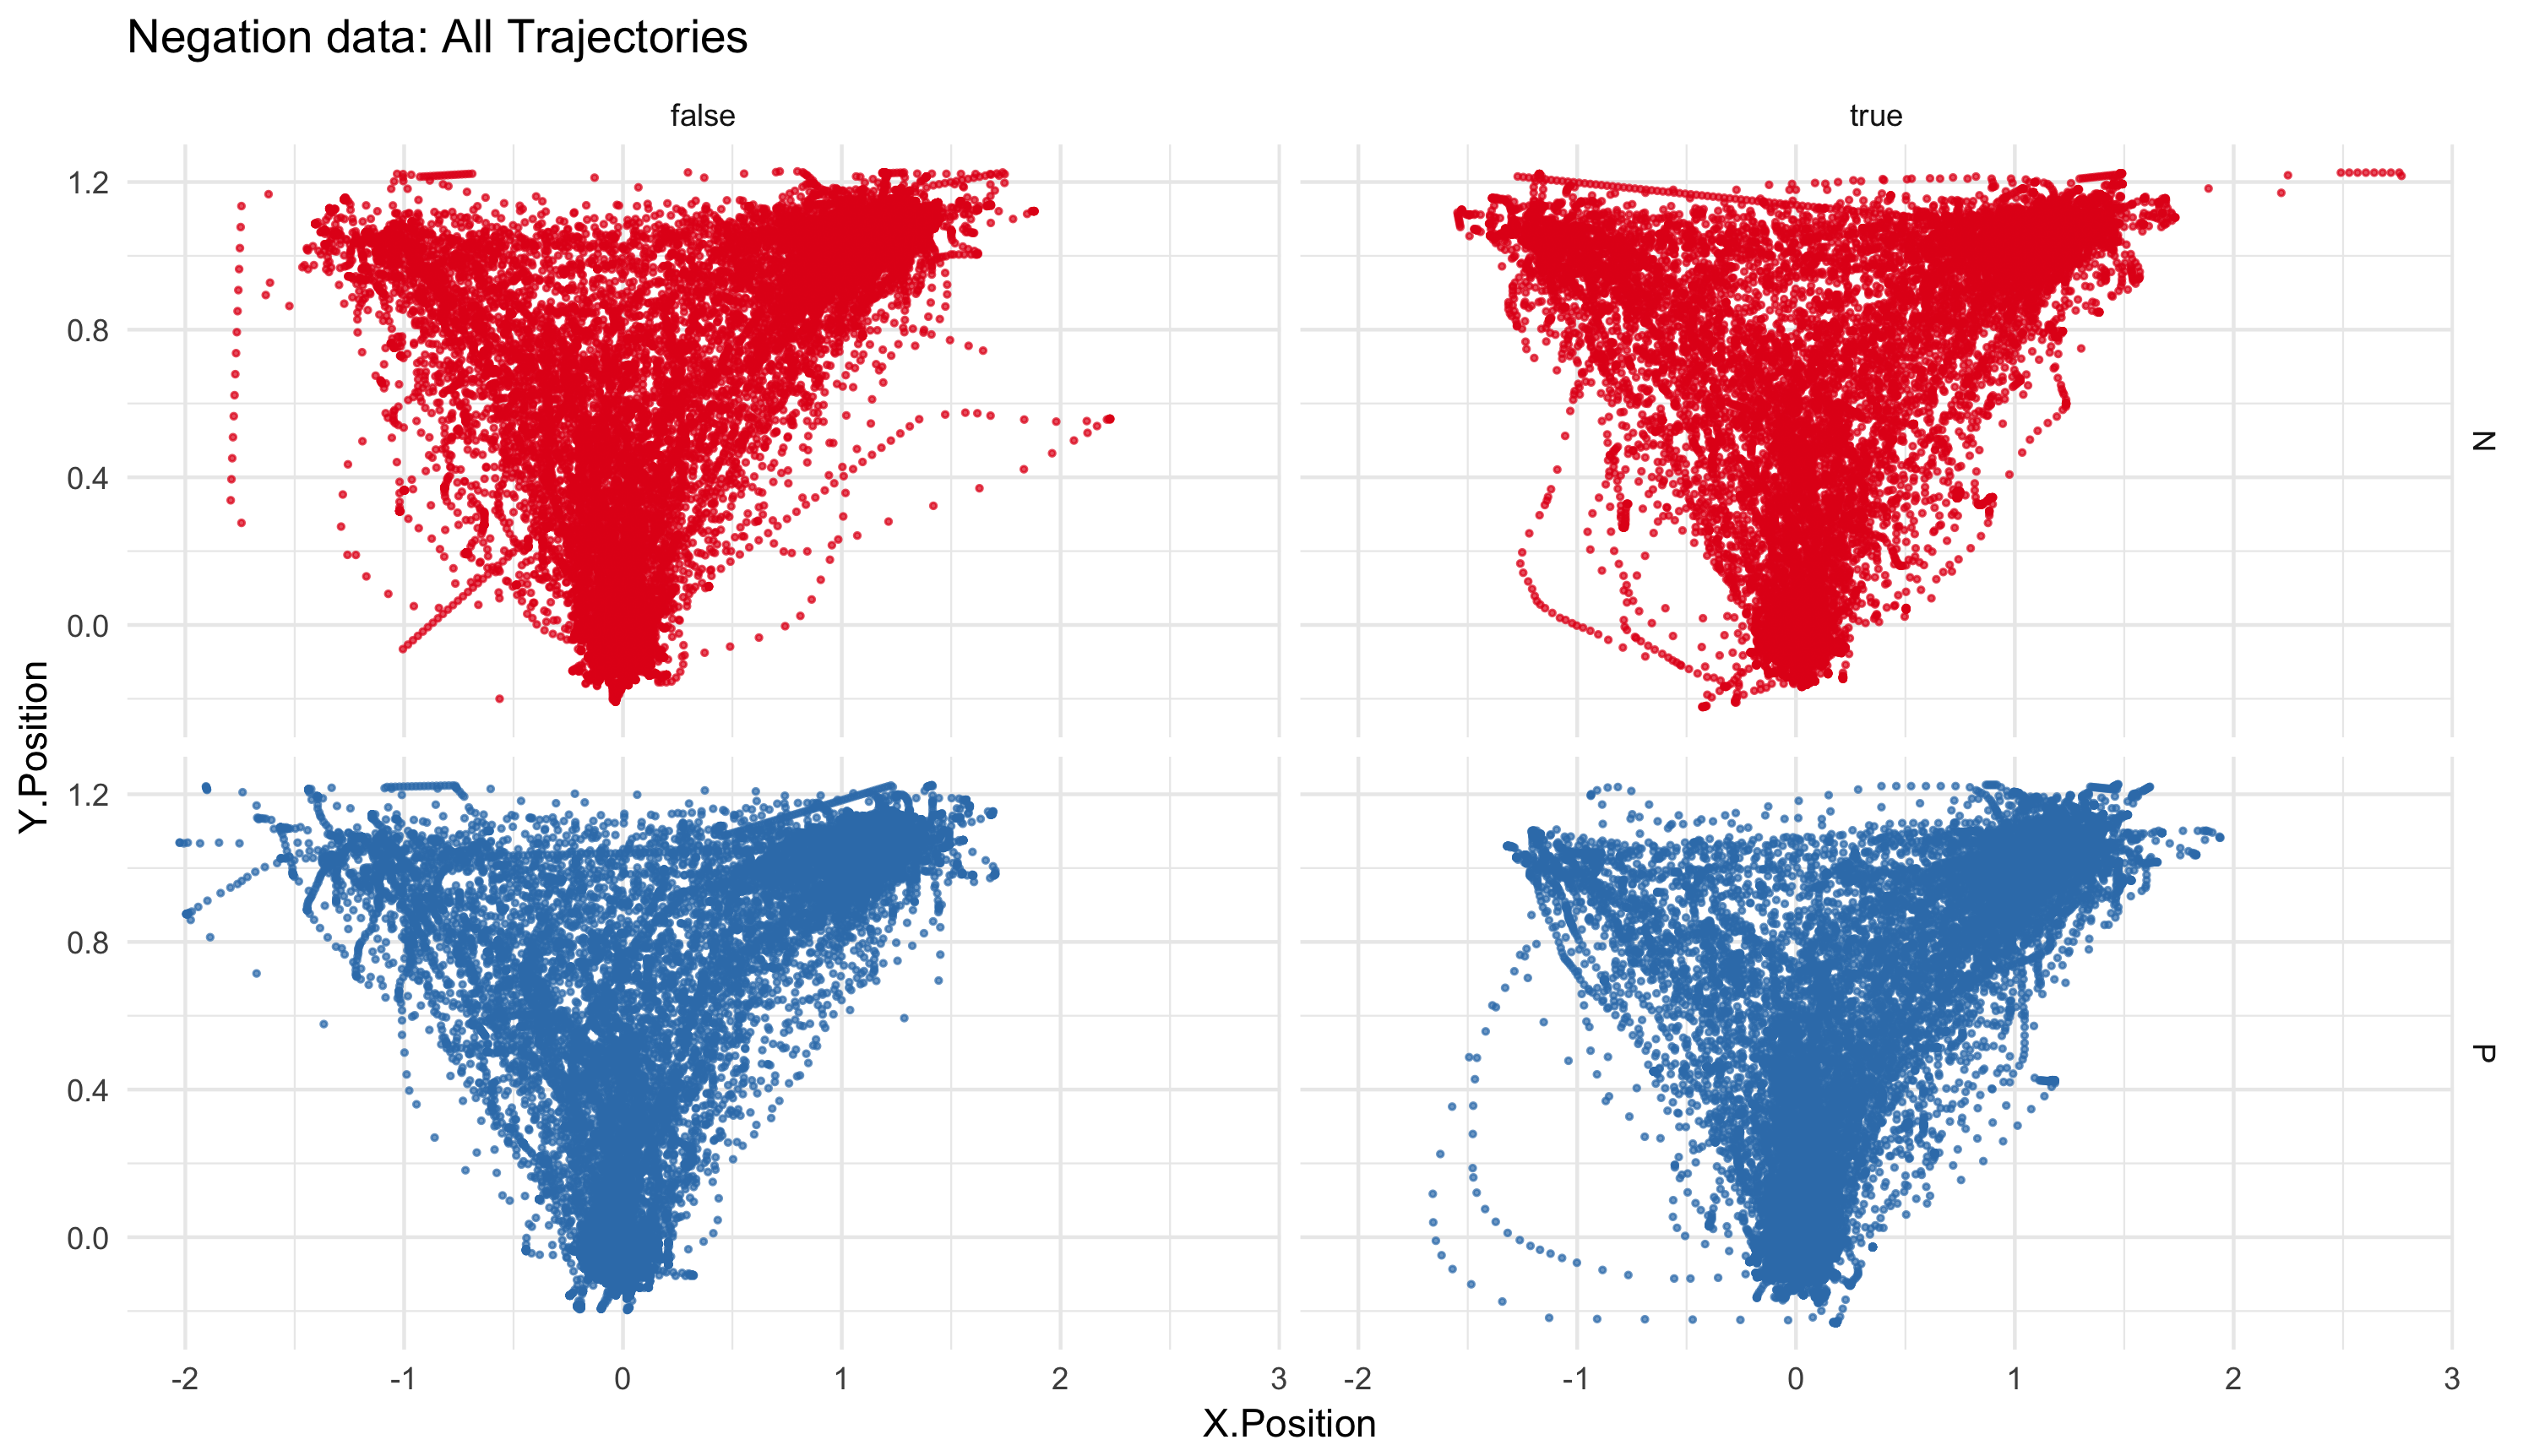 Negation data: All Trajectories
false true
1.2
0.8
0.4
0.0
N
Y.Position
1.2
0.8
0.4
0.0
P
-2 -1 0 1 2 3 -2 -1 0 1 2 3
X.Position